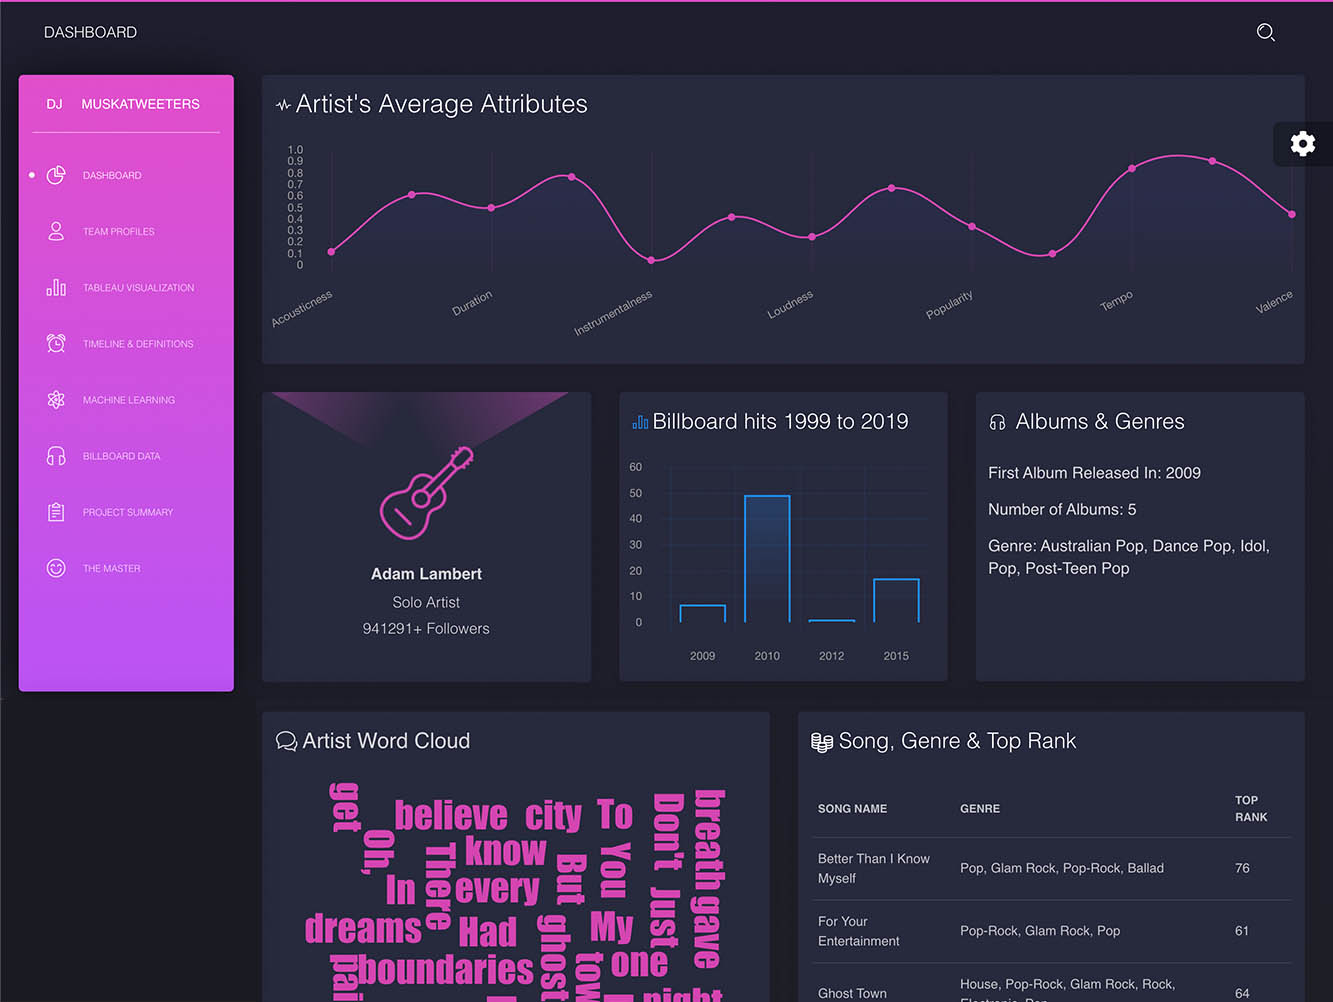 DASHBOARD
DJ MUSKATWEETERS
DASHBOARD
TEAM PROFILES
TABLEAU VISUALIZATION
TIMELINE & DEFINITIONS
MACHINE LEARNING
BILLBOARD DATA
PROJECT SUMMARY
THE MASTER
Artist's Average Attributes
1.0
0.9
0.8
0.7
0.6
0.5
0.4
0.3
0.2
0.1
0
Acousticness
Duration
Instrumentalness
Loudness
Popularity
Tempo
Valence
Adam Lambert
Solo Artist
941291+ Followers
Billboard hits 1999 to 2019
60
50
40
30
20
10
0
2009 2010 2012 2015
Albums & Genres
First Album Released In: 2009
Number of Albums: 5
Genre: Australian Pop, Dance Pop, Idol,
Pop, Post-Teen Pop
Artist Word Cloud
get
believe
city
To
Don't
breath
Oh,
There
know
But
You
In
every
Just
gave
dreams
Had
ghost
My
boundaries
one
night
Song, Genre & Top Rank
SONG NAME GENRE TOP
RANK
Better Than I Know
Myself
Pop, Glam Rock, Pop-Rock, Ballad 76
For Your
Entertainment
Pop-Rock, Glam Rock, Pop 61
House, Pop-Rock, Glam Rock, Rock,
Ghost Town 64